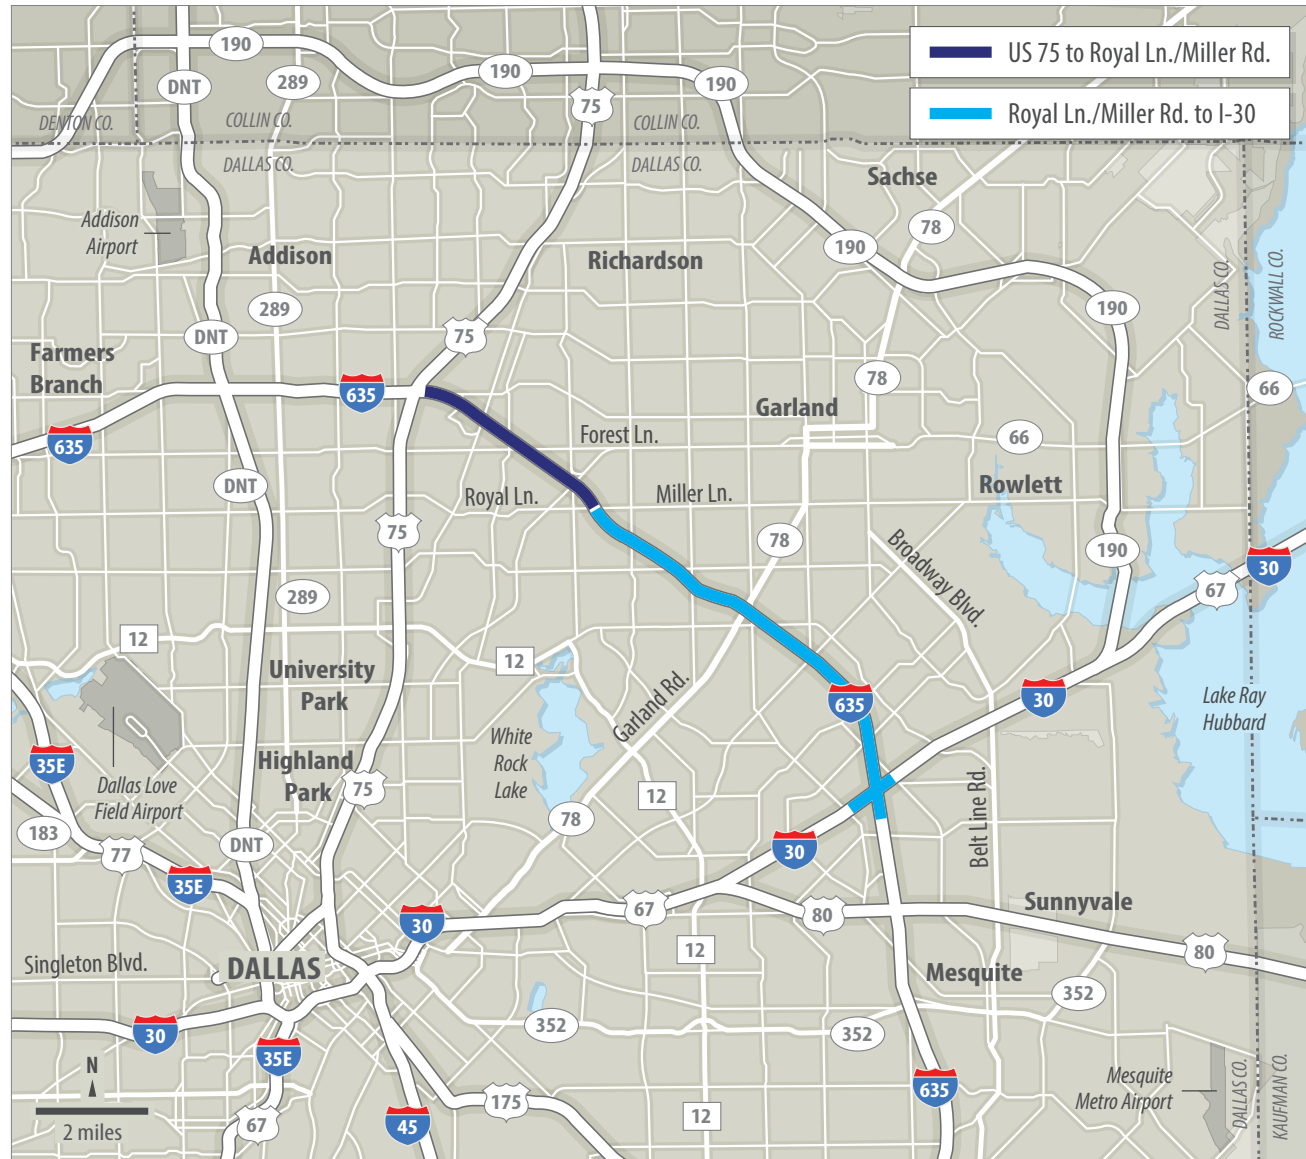 US 75 to Royal Ln./Miller Rd.
Royal Ln./Miller Rd. to I-30
190
DNT
289
190
190
75
DENTON CO.
COLLIN CO.
COLLIN CO.
DALLAS CO.
DALLAS CO.
Sachse
Addison
Airport
78
190
Addison
Richardson
DALLAS CO.
ROCKWALL CO.
289
190
DNT
75
Farmers
Branch
635
78
66
Garland
635
Forest Ln.
66
DNT
Royal Ln.
Miller Ln.
Rowlett
75
78
Broadway Blvd.
190
30
67
289
12
12
University
Park
Garland Rd.
635
30
Lake Ray
Hubbard
White
Rock
Lake
35E
Highland
Park
75
Dallas Love
Field Airport
12
78
Belt Line Rd.
183
77
DNT
30
35E
67
80
Sunnyvale
30
12
80
Singleton Blvd.
DALLAS
Mesquite
352
30
352
352
35E
N
635
Mesquite
Metro Airport
DALLAS CO.
KAUFMAN CO.
175
12
67
45
2 miles